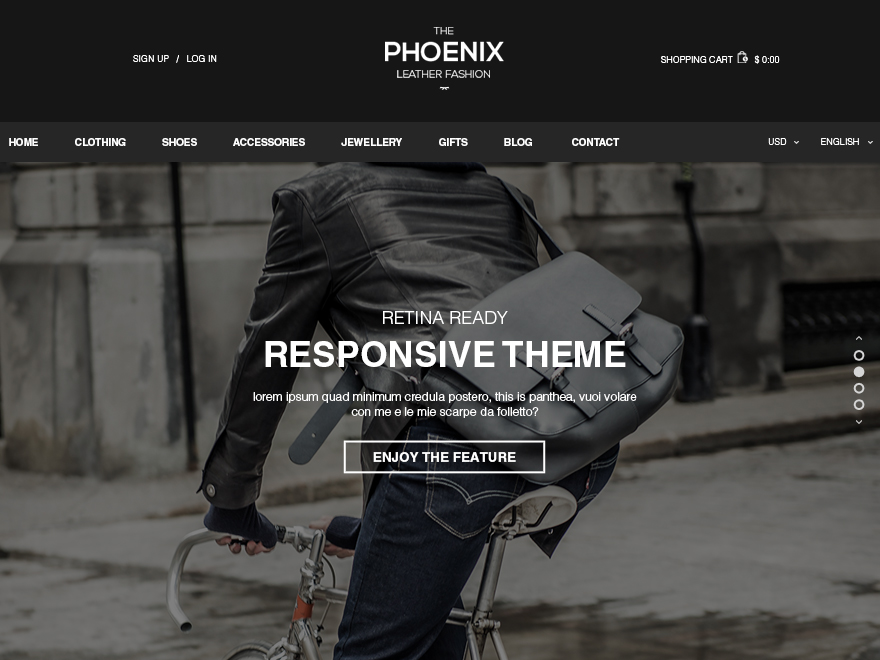 THE
PHOENIX
LEATHER FASHION
SIGN UP / LOG IN
SHOPPING CART $ 0:00
HOME CLOTHING SHOES ACCESSORIES JEWELLERY GIFTS BLOG CONTACT USD ENGLISH
RETINA READY
RESPONSIVE THEME
lorem ipsum quad minimum credula postero, this is panthea, vuoi volare
con me e le mie scarpe da folletto?
ENJOY THE FEATURE